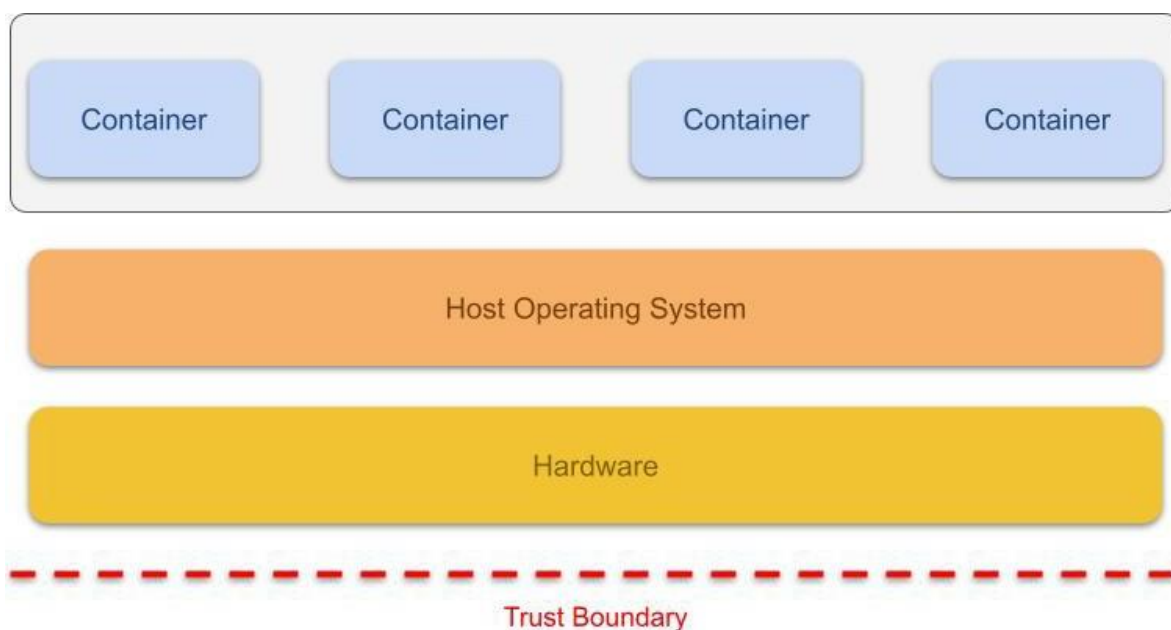 Container
Container
Container
Container
Host Operating System
Hardware
Trust Boundary